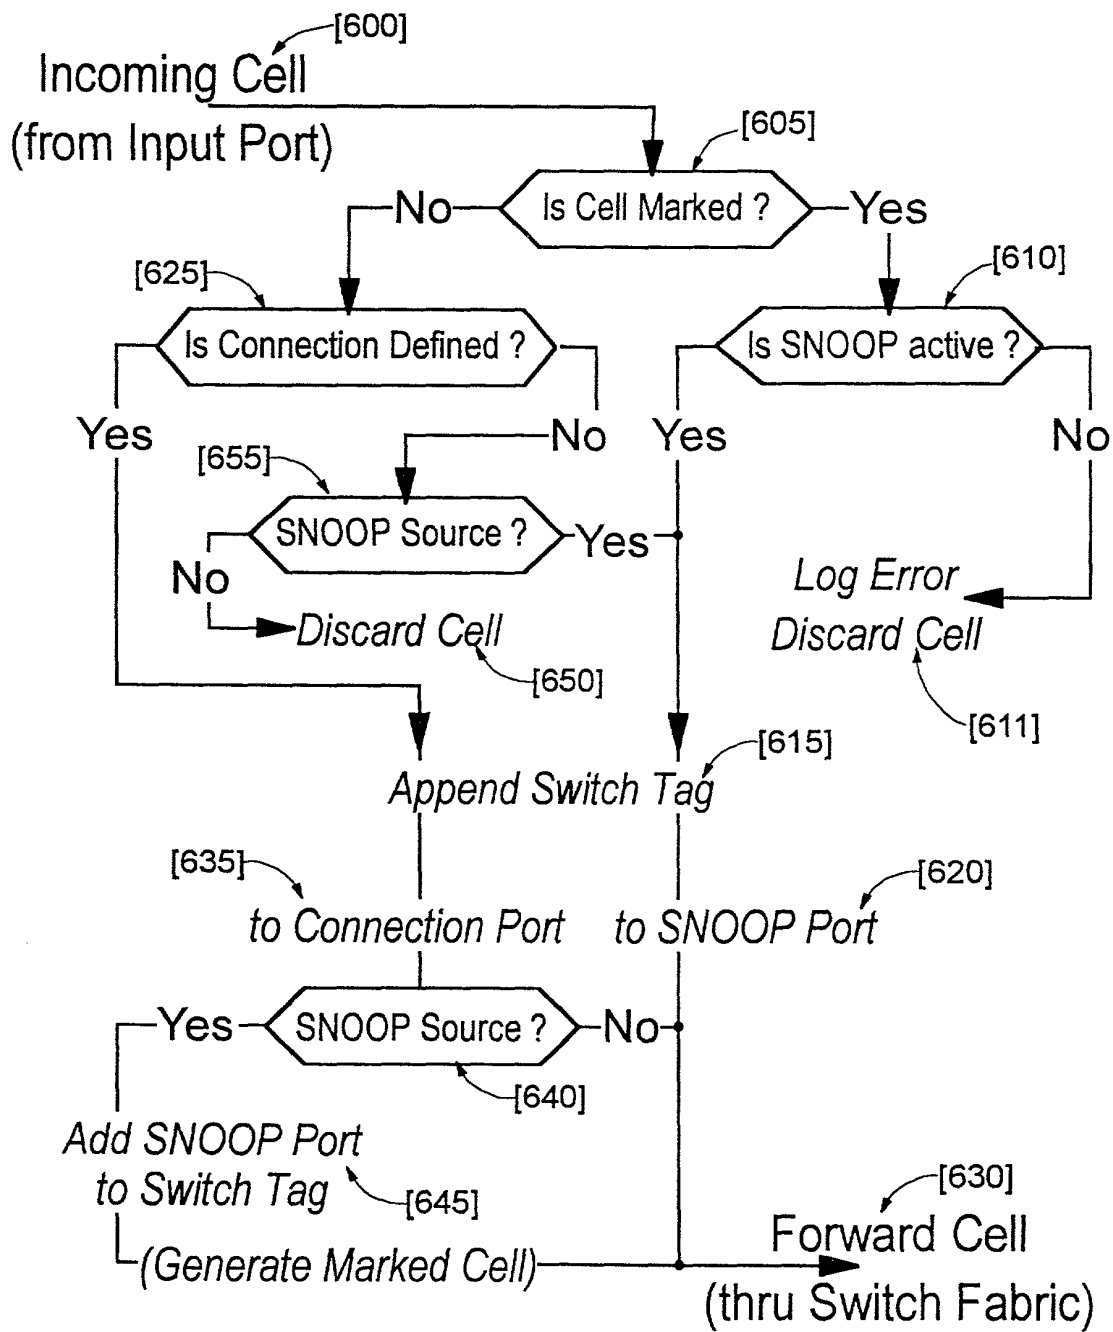 [600]
Incoming Cell
(from Input Port)
[605]
Is Cell Marked ?
No
Yes
[625]
[610]
Is Connection Defined ?
Is SNOOP active ?
Yes
No
Yes
No
[655]
SNOOP Source ?
Yes
No
Discard Cell
[650]
Log Error
Discard Cell
[611]
[615]
Append Switch Tag
[635]
[620]
to Connection Port
to SNOOP Port
Yes
SNOOP Source ?
No
[640]
Add SNOOP Port
to Switch Tag
[645]
[630]
Forward Cell
(Generate Marked Cell)
(thru Switch Fabric)